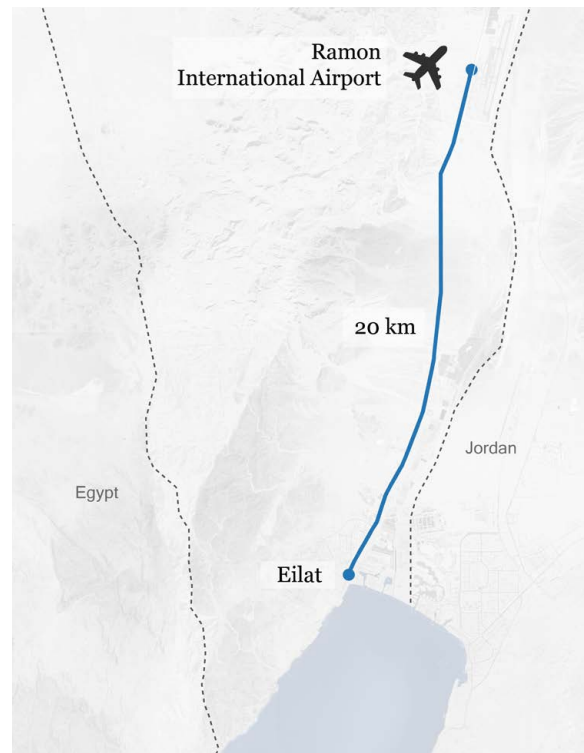 Ramon
International Airport
20 km
Jordan
Egypt
Eilat